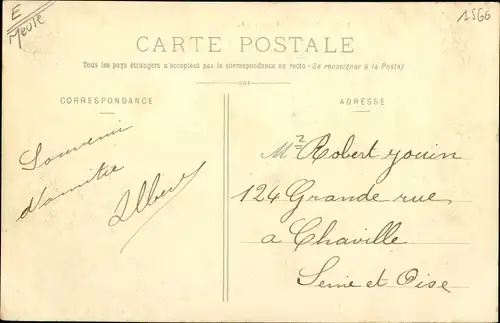 E
Meuse
1566
CARTE POSTALE
Tous les pays étrangers n'acceptent pas la correspondance au recto - Se renseigner à la Poste)
CORRESPONDANCE
Souvenir
d'amitié
Albert
ADRESSE
Mr Robert Jouin
124 Grande rue
a Chaville
Seine et Oise